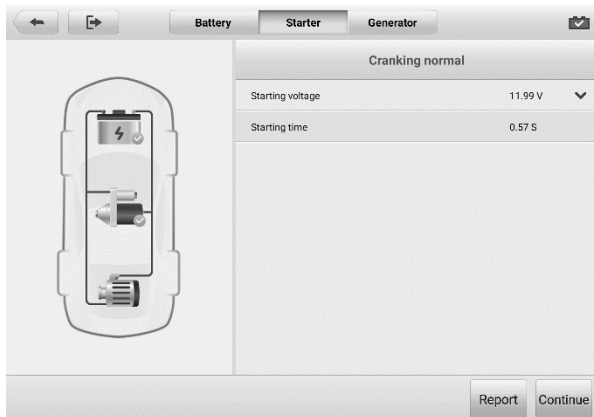 Battery Starter Generator
Cranking normal
Starting voltage 11.99 V
Starting time 0.57 S
Report Continue